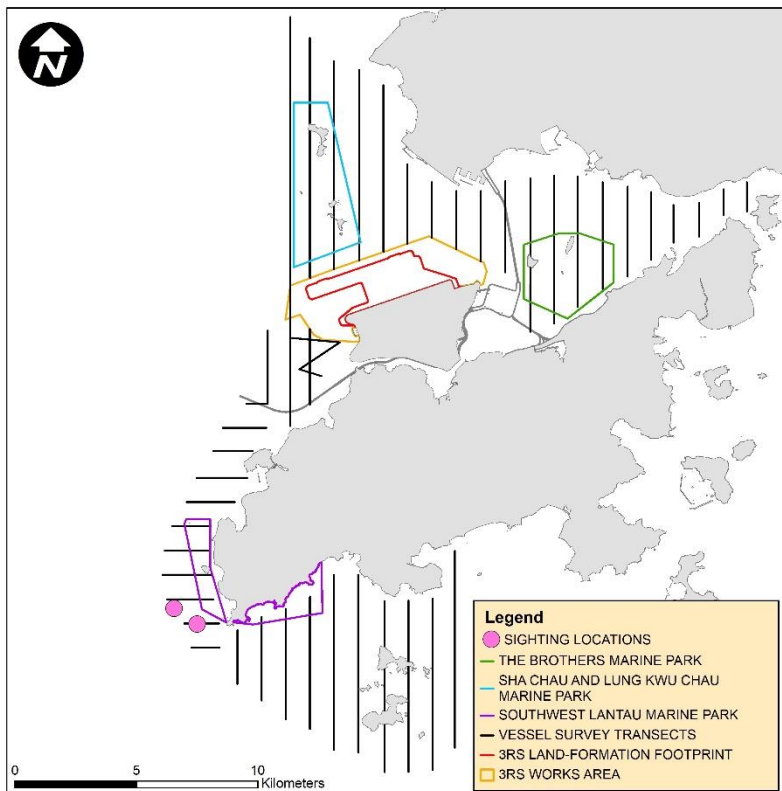 N
Legend
SIGHTING LOCATIONS
THE BROTHERS MARINE PARK
SHA CHAU AND LUNG KWU CHAU
MARINE PARK
SOUTHWEST LANTAU MARINE PARK
VESSEL SURVEY TRANSECTS
3RS LAND-FORMATION FOOTPRINT
3RS WORKS AREA
0 5 10
Kilometers